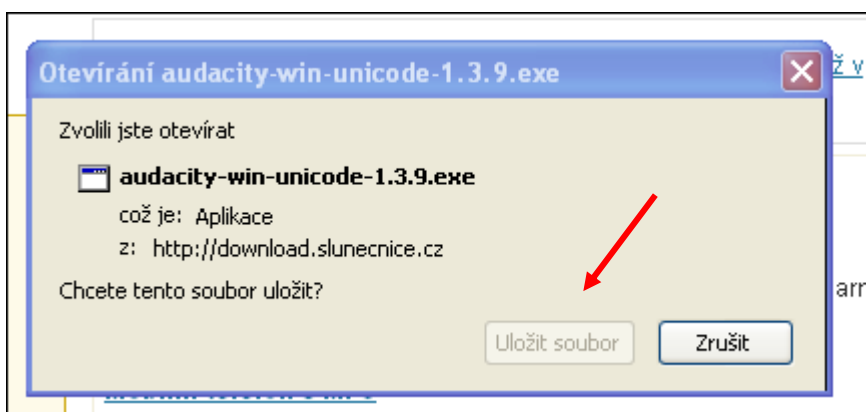 Otevírání audacity-win-unicode-1.3.9.exe
ž v
Zvolili jste otevírat
audacity-win-unicode-1.3.9.exe
což je: Aplikace
z: http://download.slunecnice.cz
Chcete tento soubor uložit?
arm
Uložit soubor
Zrušit